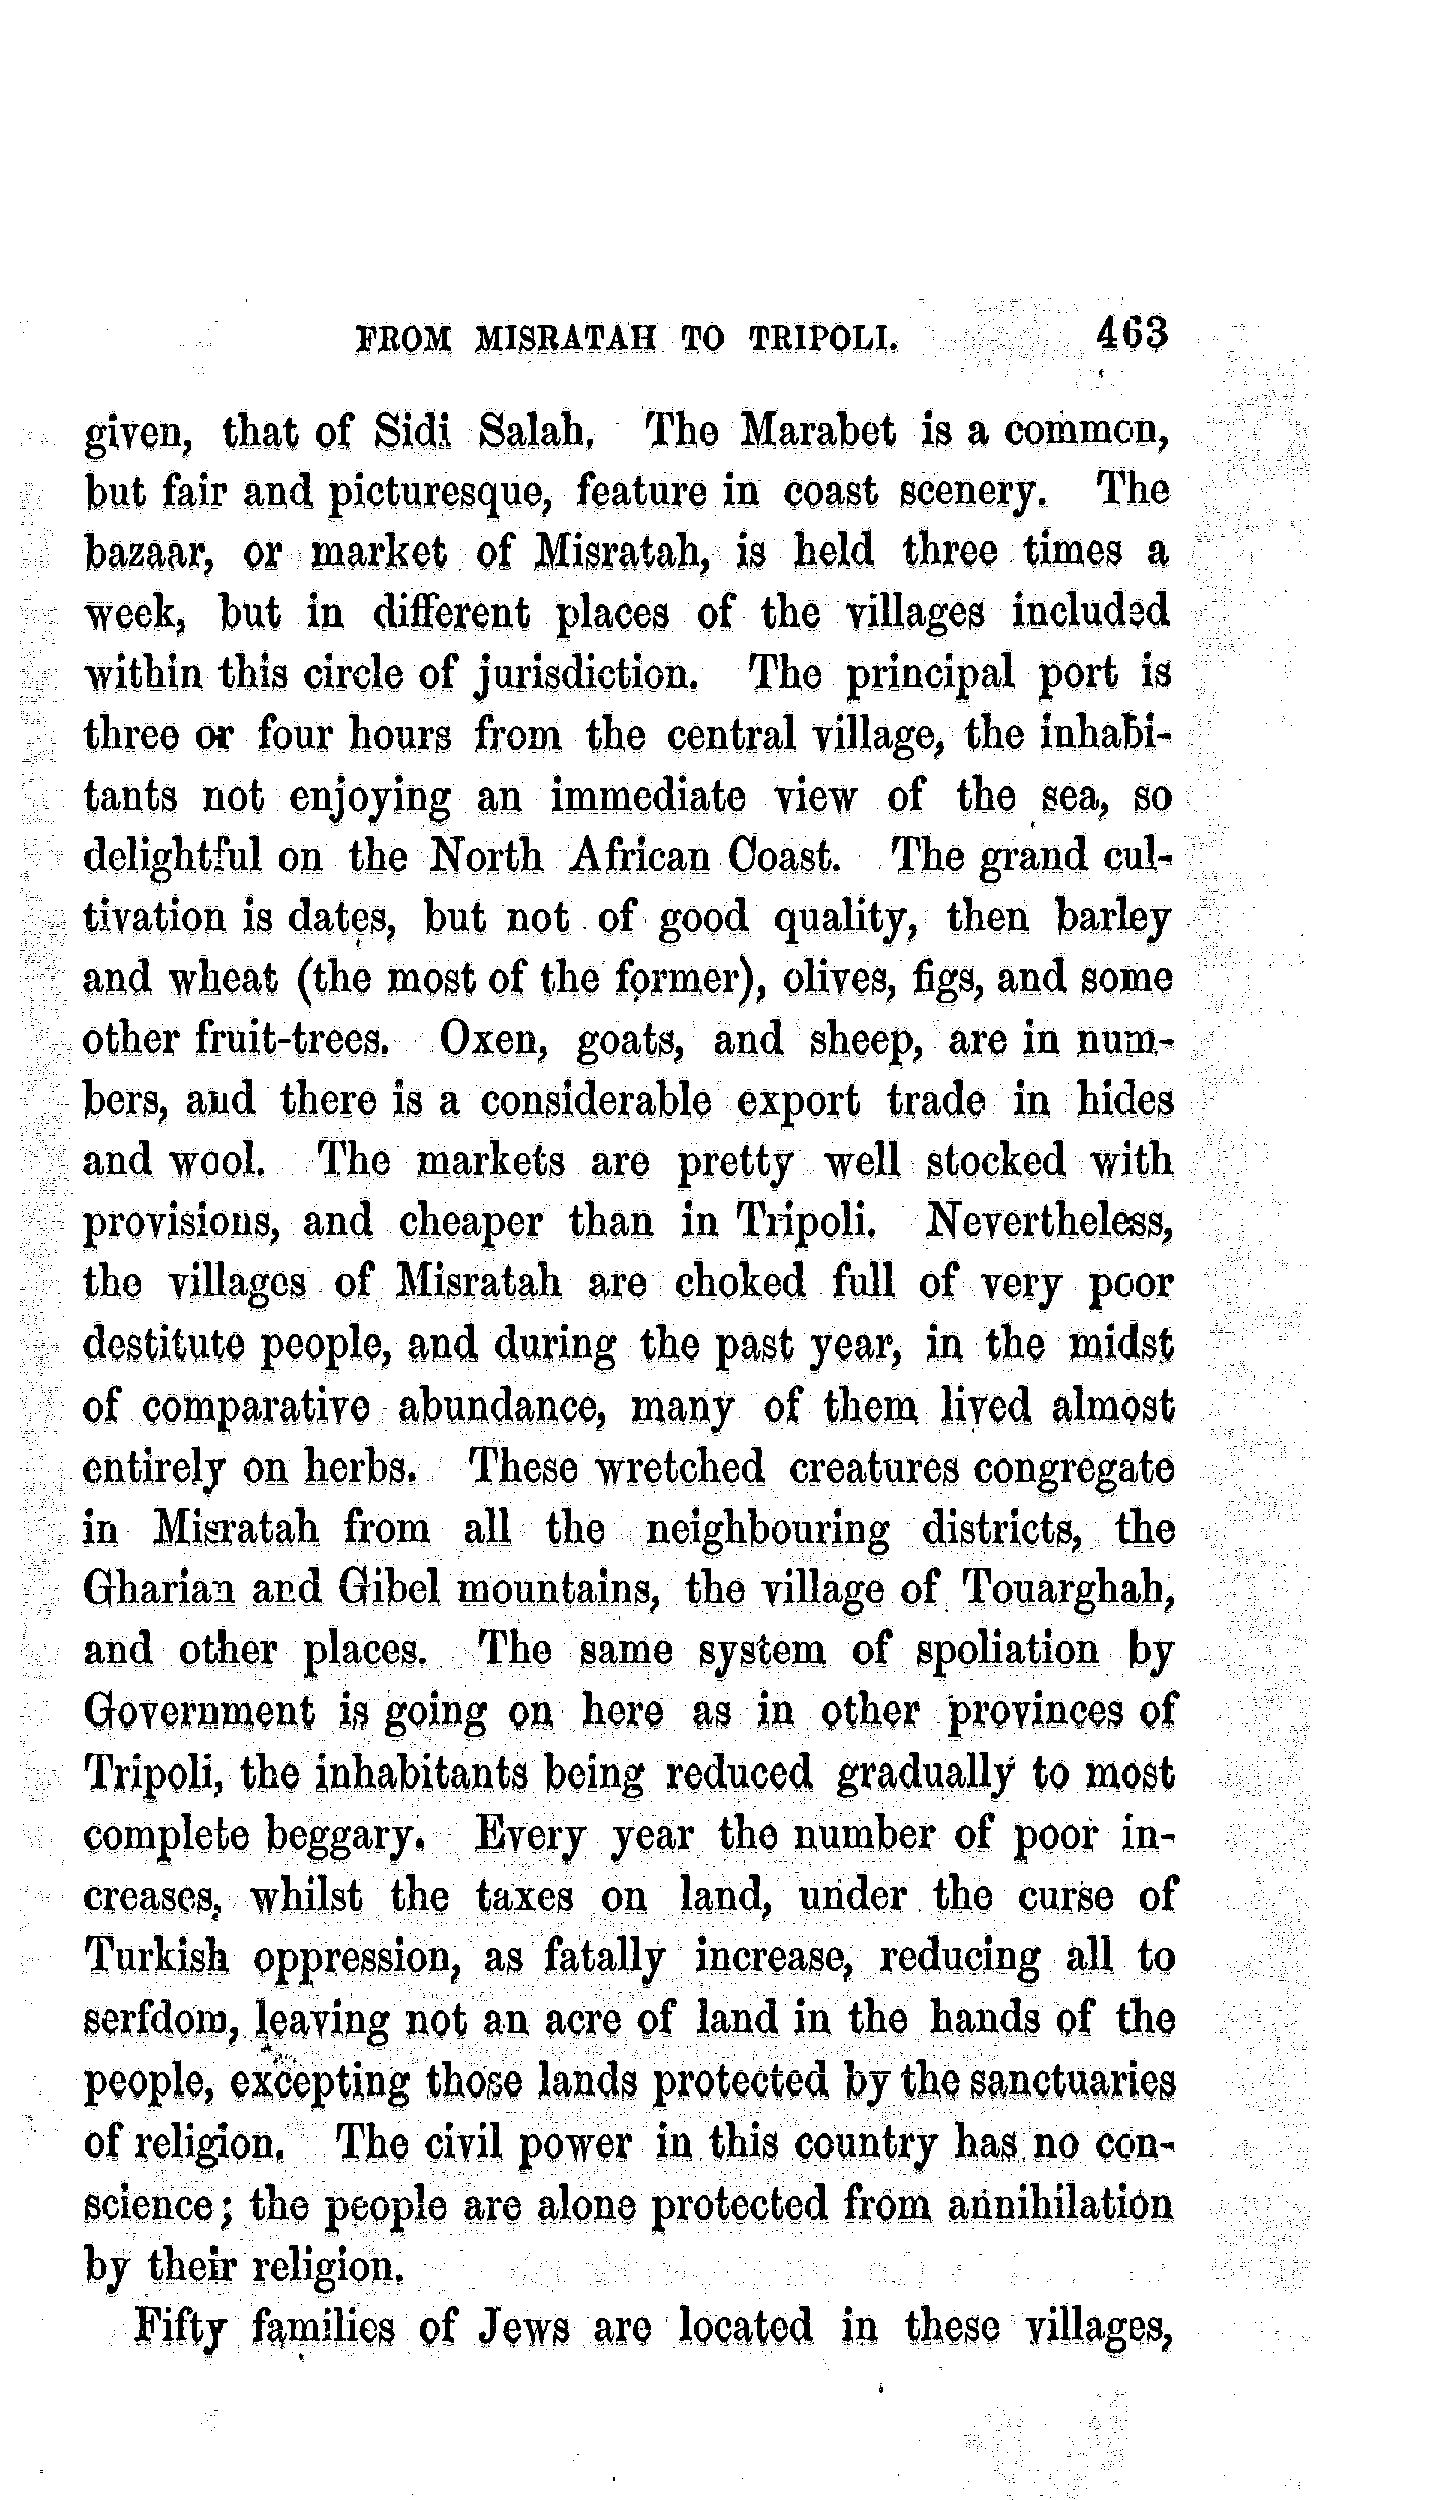 FROM MISRATAH TO TRIPOLI. 463
given, that of Sidi Salah. The Marabet is a common,
but fair and picturesque, feature in coast scenery. The
bazaar, or market of Misratah, is held three times a
week, but in different places of the villages included
within this circle of jurisdiction. The principal port is
three or four hours from the central village, the inhabi-
tants not enjoying an immediate view of the sea, so
delightful on the North African Coast. The grand cul-
tivation is dates, but not of good quality, then barley
and wheat (the most of the former), olives, figs, and some
other fruit-trees. Oxen, goats, and sheep, are in num-
bers, and there is a considerable export trade in hides
and wool. The markets are pretty well stocked with
provisions, and cheaper than in Tripoli. Nevertheless,
the villages of Misratah are choked full of very poor
destitute people, and during the past year, in the midst
of comparative abundance, many of them lived almost
entirely on herbs. These wretched creatures congregate
in Misratah from all the neighbouring districts, the
Gharian and Gibel mountains, the village of Touarghah,
and other places. The same system of spoliation by
Government is going on here as in other provinces of
Tripoli, the inhabitants being reduced gradually to most
complete beggary. Every year the number of poor in-
creases, whilst the taxes on land, under the curse of
Turkish oppression, as fatally increase, reducing all to
serfdom, leaving not an acre of land in the hands of the
people, excepting those lands protected by the sanctuaries
of religion. The civil power in this country has no con-
science; the people are alone protected from annihilation
by their religion.
Fifty families of Jews are located in these villages,